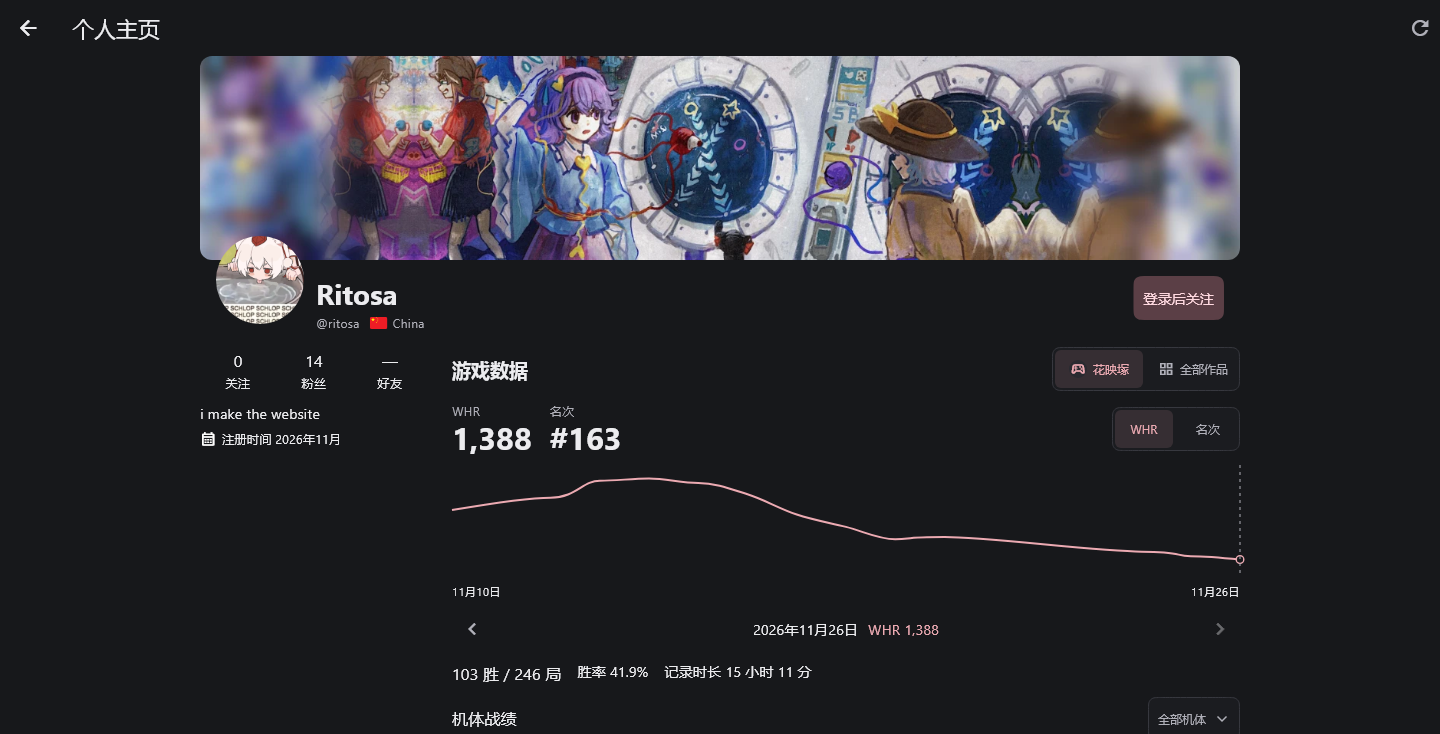 个人主页
SCHLOP SCHLOP SCHLOP
Ritosa
@ritosa China
登录后关注
0 14 —
关注 粉丝 好友
i make the website
注册时间 2026年11月
游戏数据
花映塚 全部作品
WHR 名次
1,388 #163
WHR 名次
11月10日 11月26日
2026年11月26日 WHR 1,388
103 胜 / 246 局 胜率 41.9% 记录时长 15 小时 11 分
机体战绩
全部机体